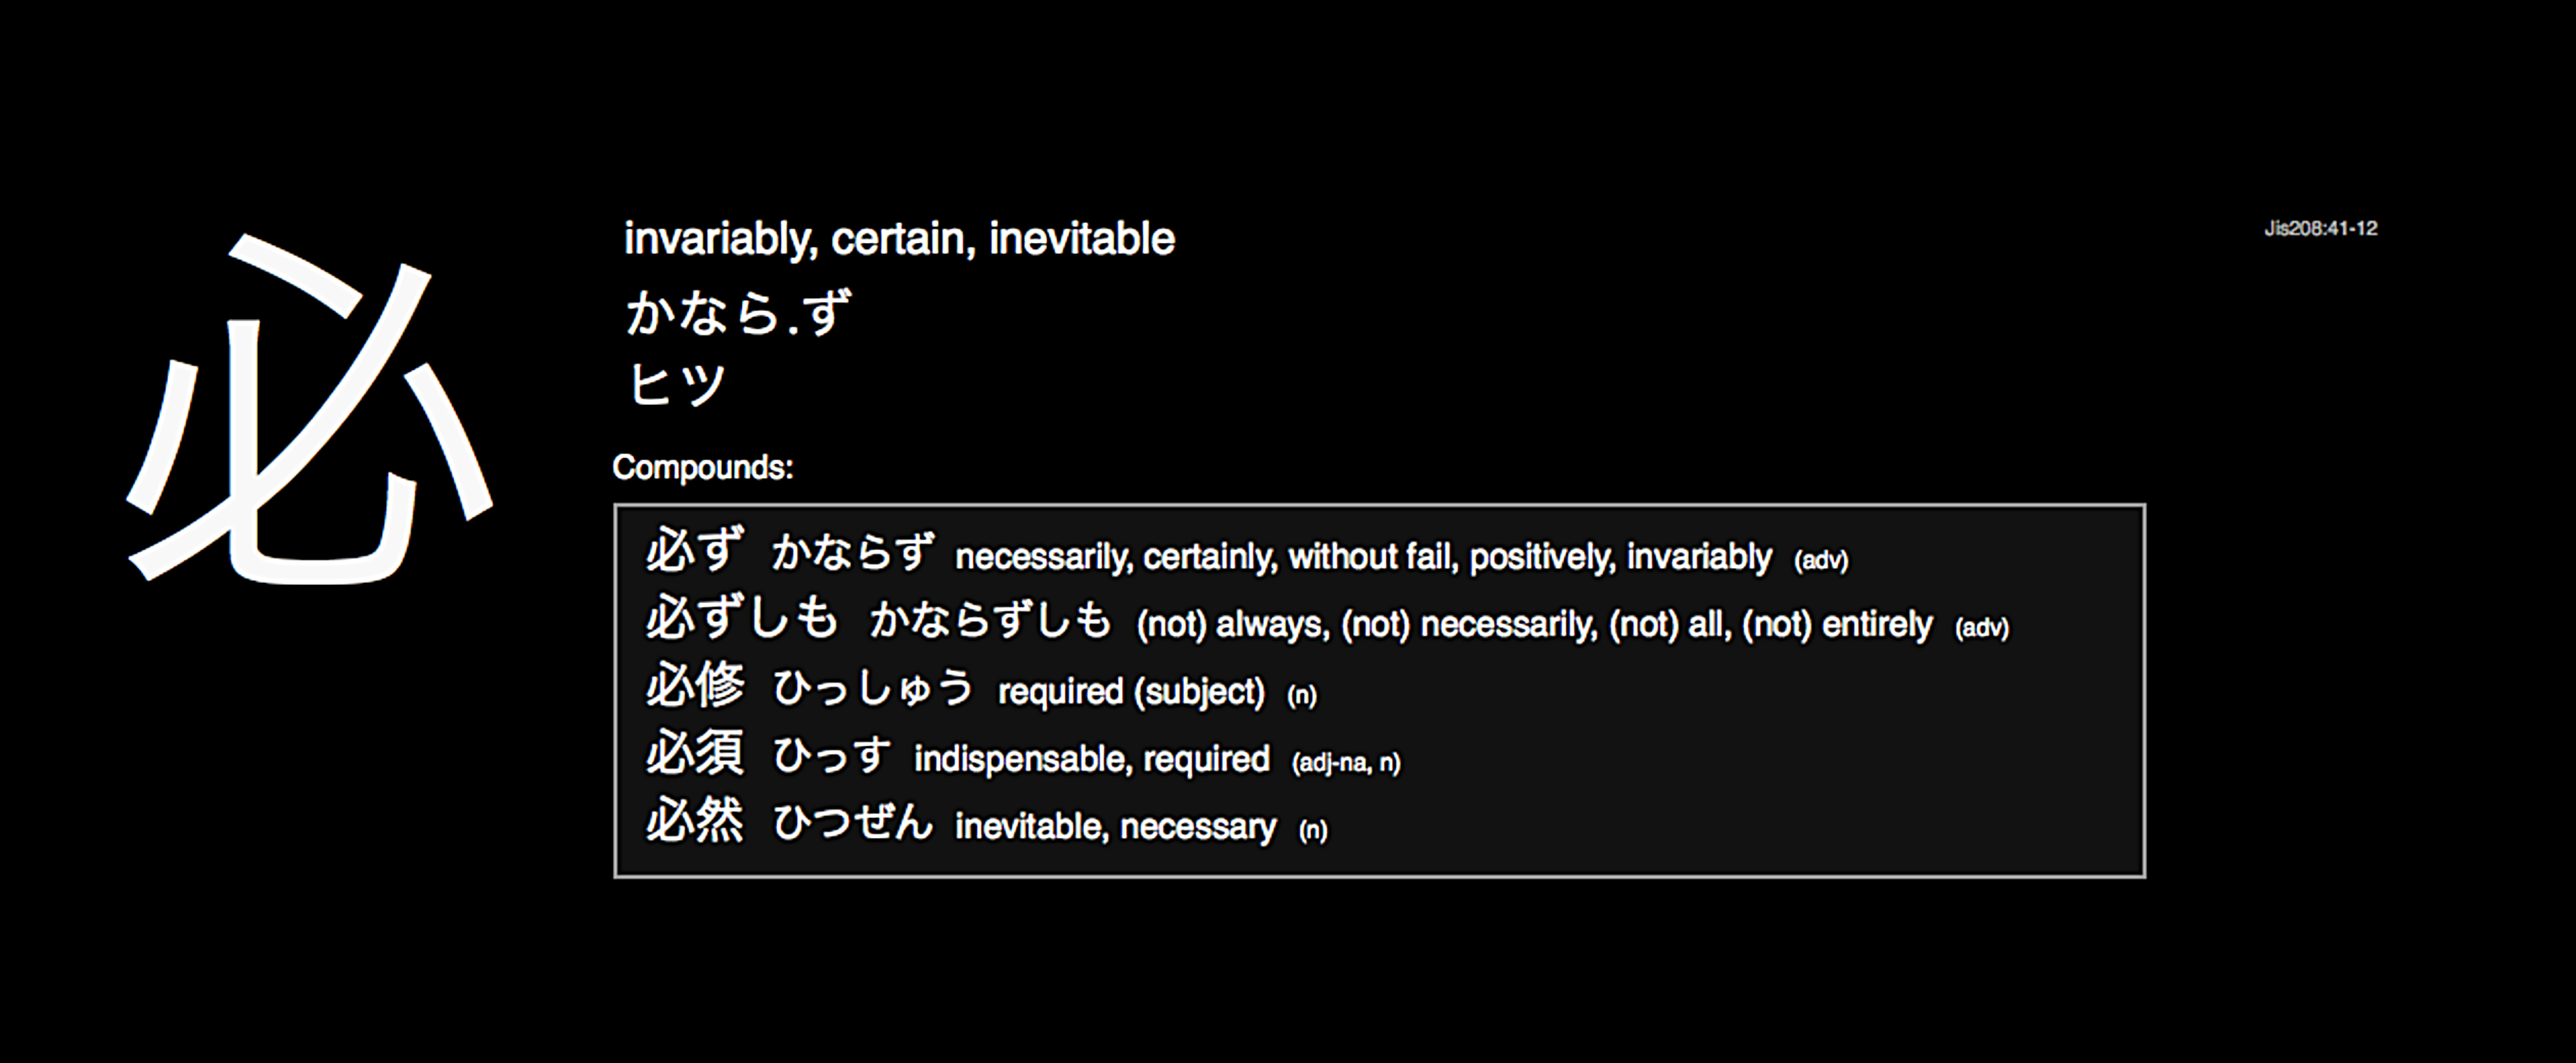 必
invariably, certain, inevitable
Jis208:41-12
かなら.ず
ヒツ
Compounds:
必ず かならず necessarily, certainly, without fail, positively, invariably (adv)
必ずしも かならずしも (not) always, (not) necessarily, (not) all, (not) entirely (adv)
必修 ひっしゅう required (subject) (n)
必須 ひっす indispensable, required (adj-na, n)
必然 ひつぜん inevitable, necessary (n)